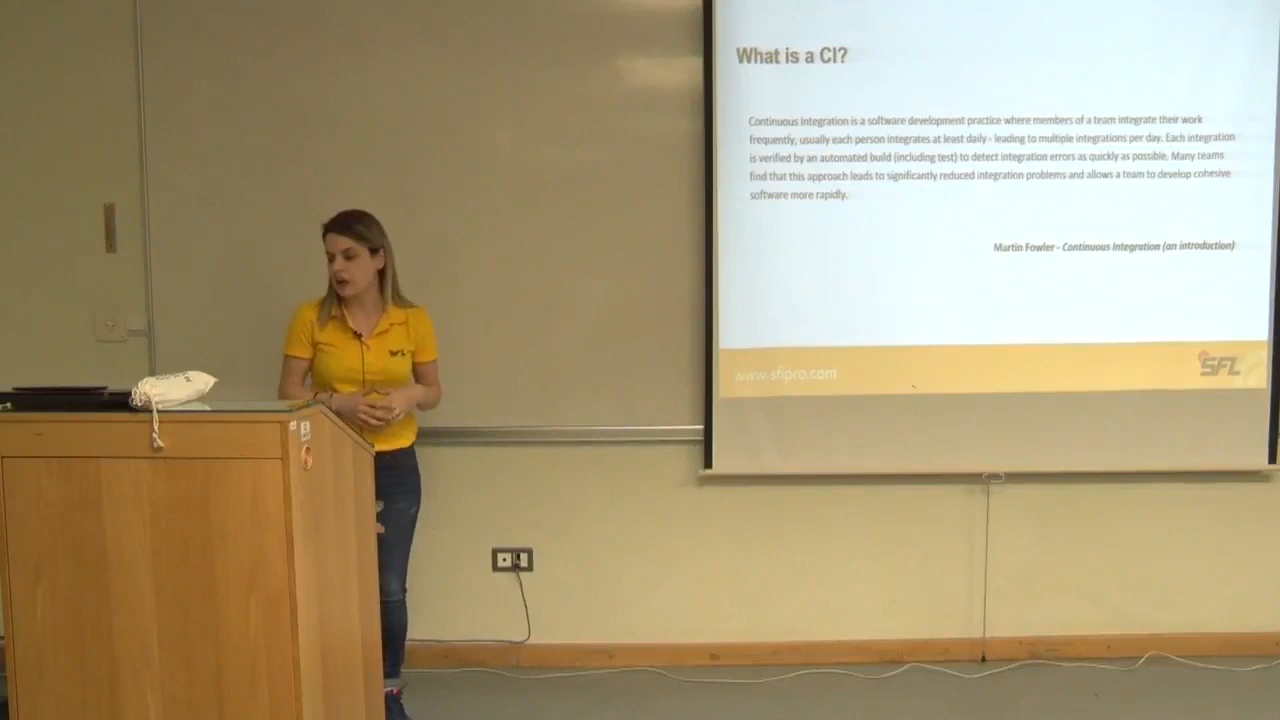 What is a CI?
Continuous Integration is a software development practice where members of a team integrate their work
frequently, usually each person integrates at least daily - leading to multiple integrations per day. Each integration
is verified by an automated build (including test) to detect integration errors as quickly as possible. Many teams
find that this approach leads to significantly reduced integration problems and allows a team to develop cohesive
software more rapidly.
Martin Fowler - Continuous Integration (an introduction)
www.sflpro.com
SFL
SFL